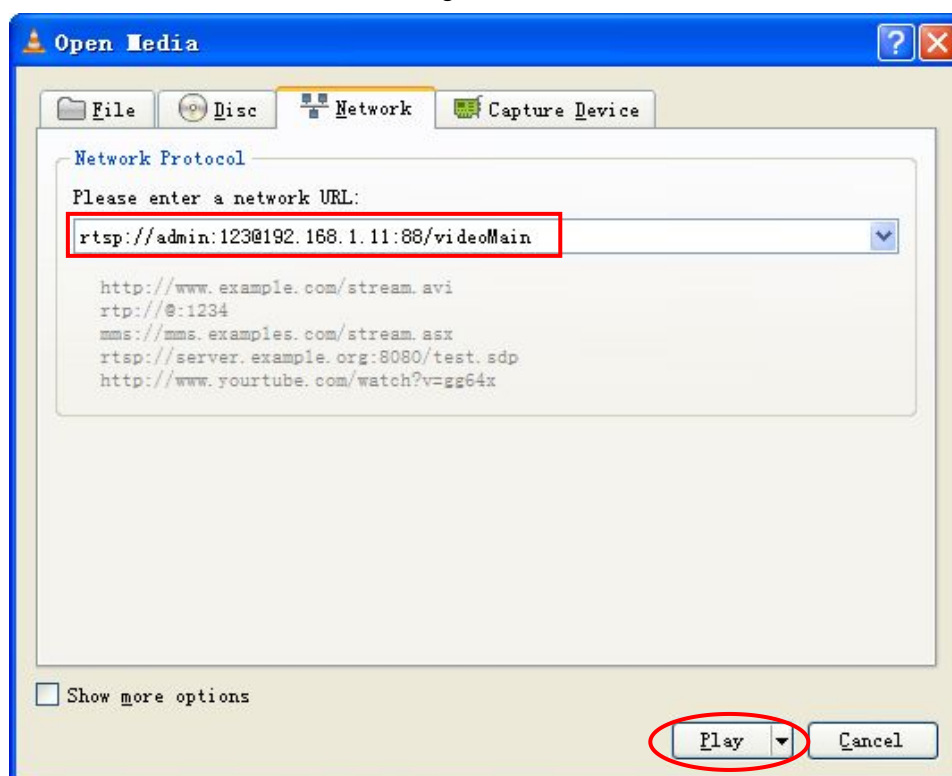 Open Media
File Disc Network Capture Device
Network Protocol
Please enter a network URL:
rtsp://admin:123@192.168.1.11:88/videoMain
http://www.example.com/stream.avi
rtp://@:1234
mms://mms.examples.com/stream.asx
rtsp://server.example.org:8080/test.sdp
http://www.yourtube.com/watch?v=gg64x
Show more options
Play Cancel